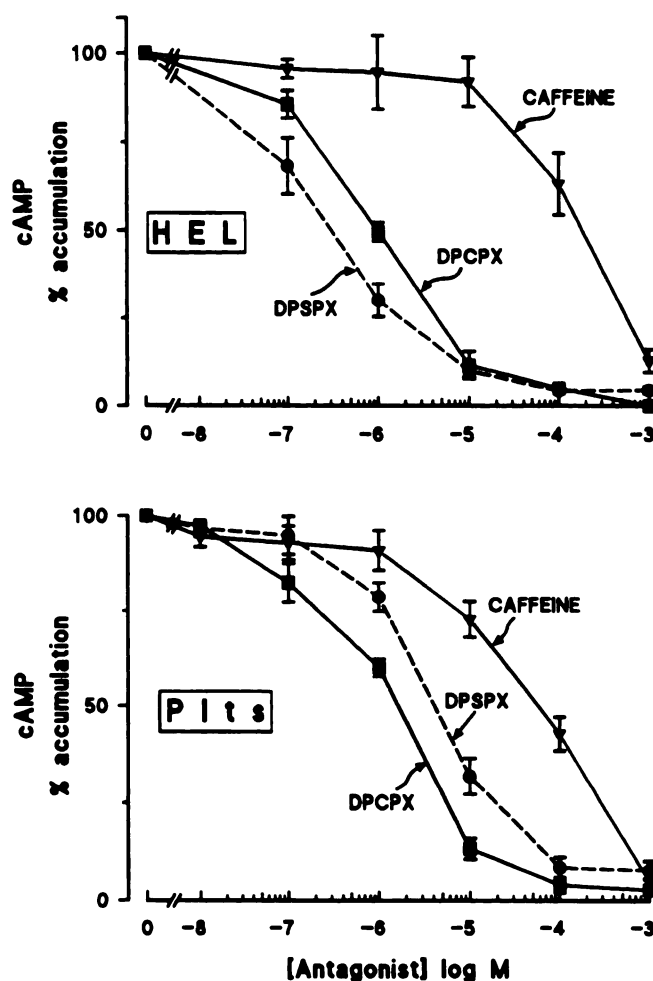 100
50
0
cAMP
% accumulation
HEL
CAFFEINE
DPCPX
DPSPX
0 -8 -7 -6 -5 -4 -3
100
50
0
cAMP
% accumulation
Plts
CAFFEINE
DPSPX
DPCPX
0 -8 -7 -6 -5 -4 -3
[Antagonist] log M